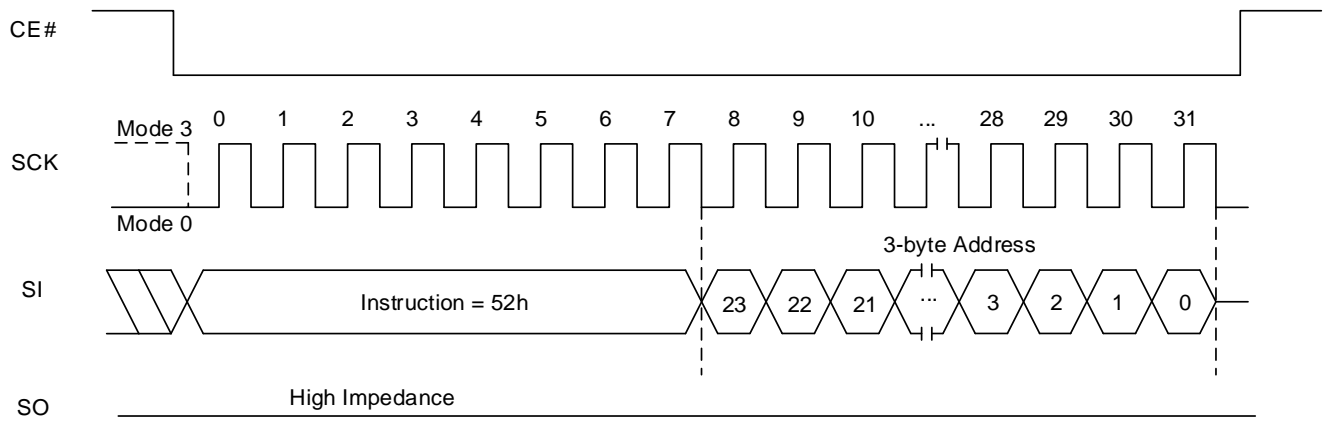 CE#
0 1 2 3 4 5 6 7 8 9 10 ... 28 29 30 31
Mode 3
SCK
Mode 0
3-byte Address
SI
Instruction = 52h
23 22 21 ... 3 2 1 0
High Impedance
SO